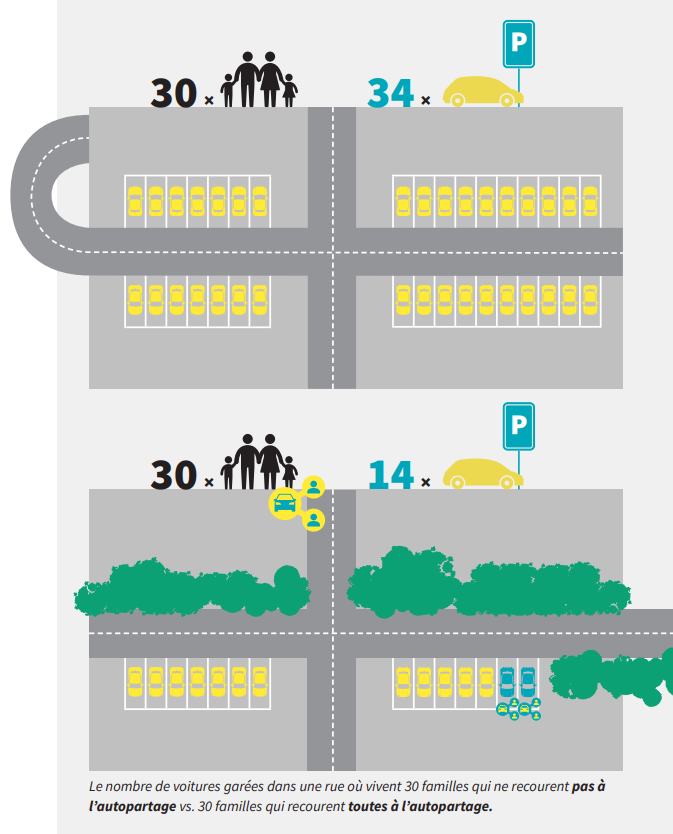 P
30 × 34 ×
P
30 × 14 ×
Le nombre de voitures garées dans une rue où vivent 30 familles qui ne recourent pas à
l'autopartage vs. 30 familles qui recourent toutes à l'autopartage.